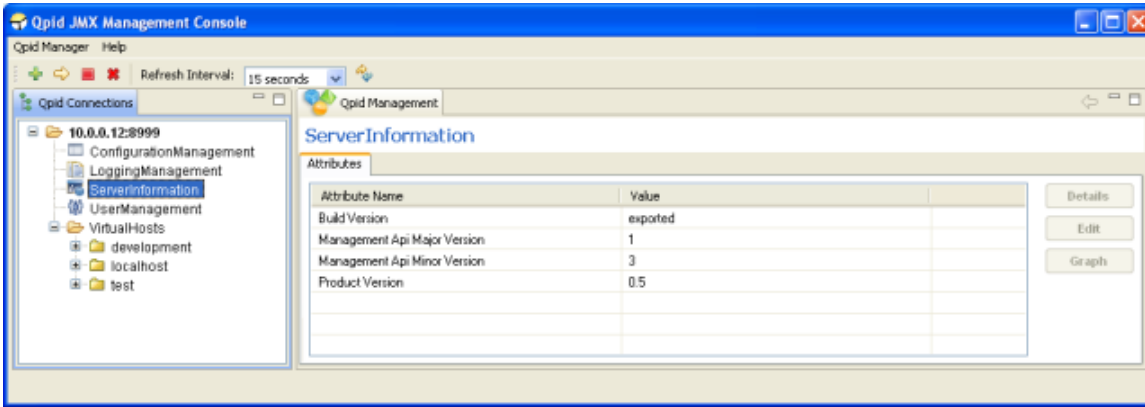 Qpid JMX Management Console
Qpid Manager Help
Refresh Interval: 15 seconds
Qpid Connections
10.0.0.12:8999
ConfigurationManagement
LoggingManagement
ServerInformation
UserManagement
VirtualHosts
development
localhost
test
Qpid Management
ServerInformation
Attributes
Attribute Name Value
Build Version exported
Management Api Major Version 1
Management Api Minor Version 3
Product Version 0.5
Details
Edit
Graph